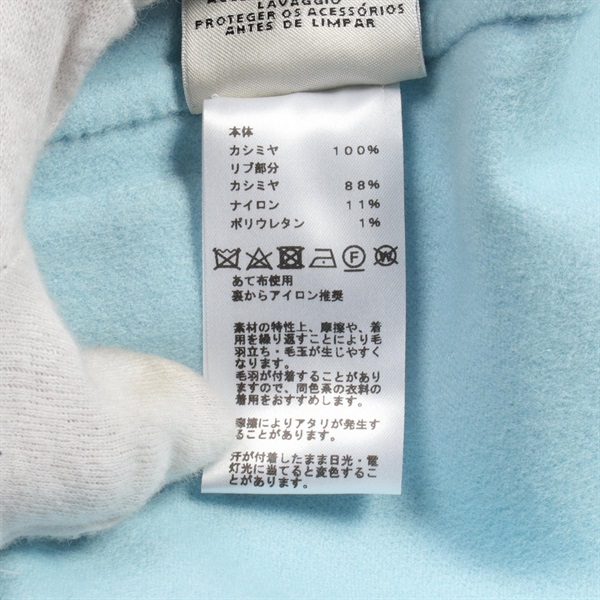 LAVAGGIO
PROTEGER OS ACESSÓRIOS
ANTES DE LIMPAR
本体
カシミヤ 100%
リブ部分
カシミヤ 88%
ナイロン 11%
ポリウレタン 1%
F W
あて布使用
裏からアイロン推奨
素材の特性上、摩擦や、着
用を繰り返すことにより毛
羽立ち・毛玉が生じやすく
なります。
毛羽が付着することがあり
ますので、同色系の衣料の
着用をおすすめします。
摩擦によりアタリが発生す
ることがあります。
汗が付着したまま日光・電
灯光に当てると変色するこ
とがあります。